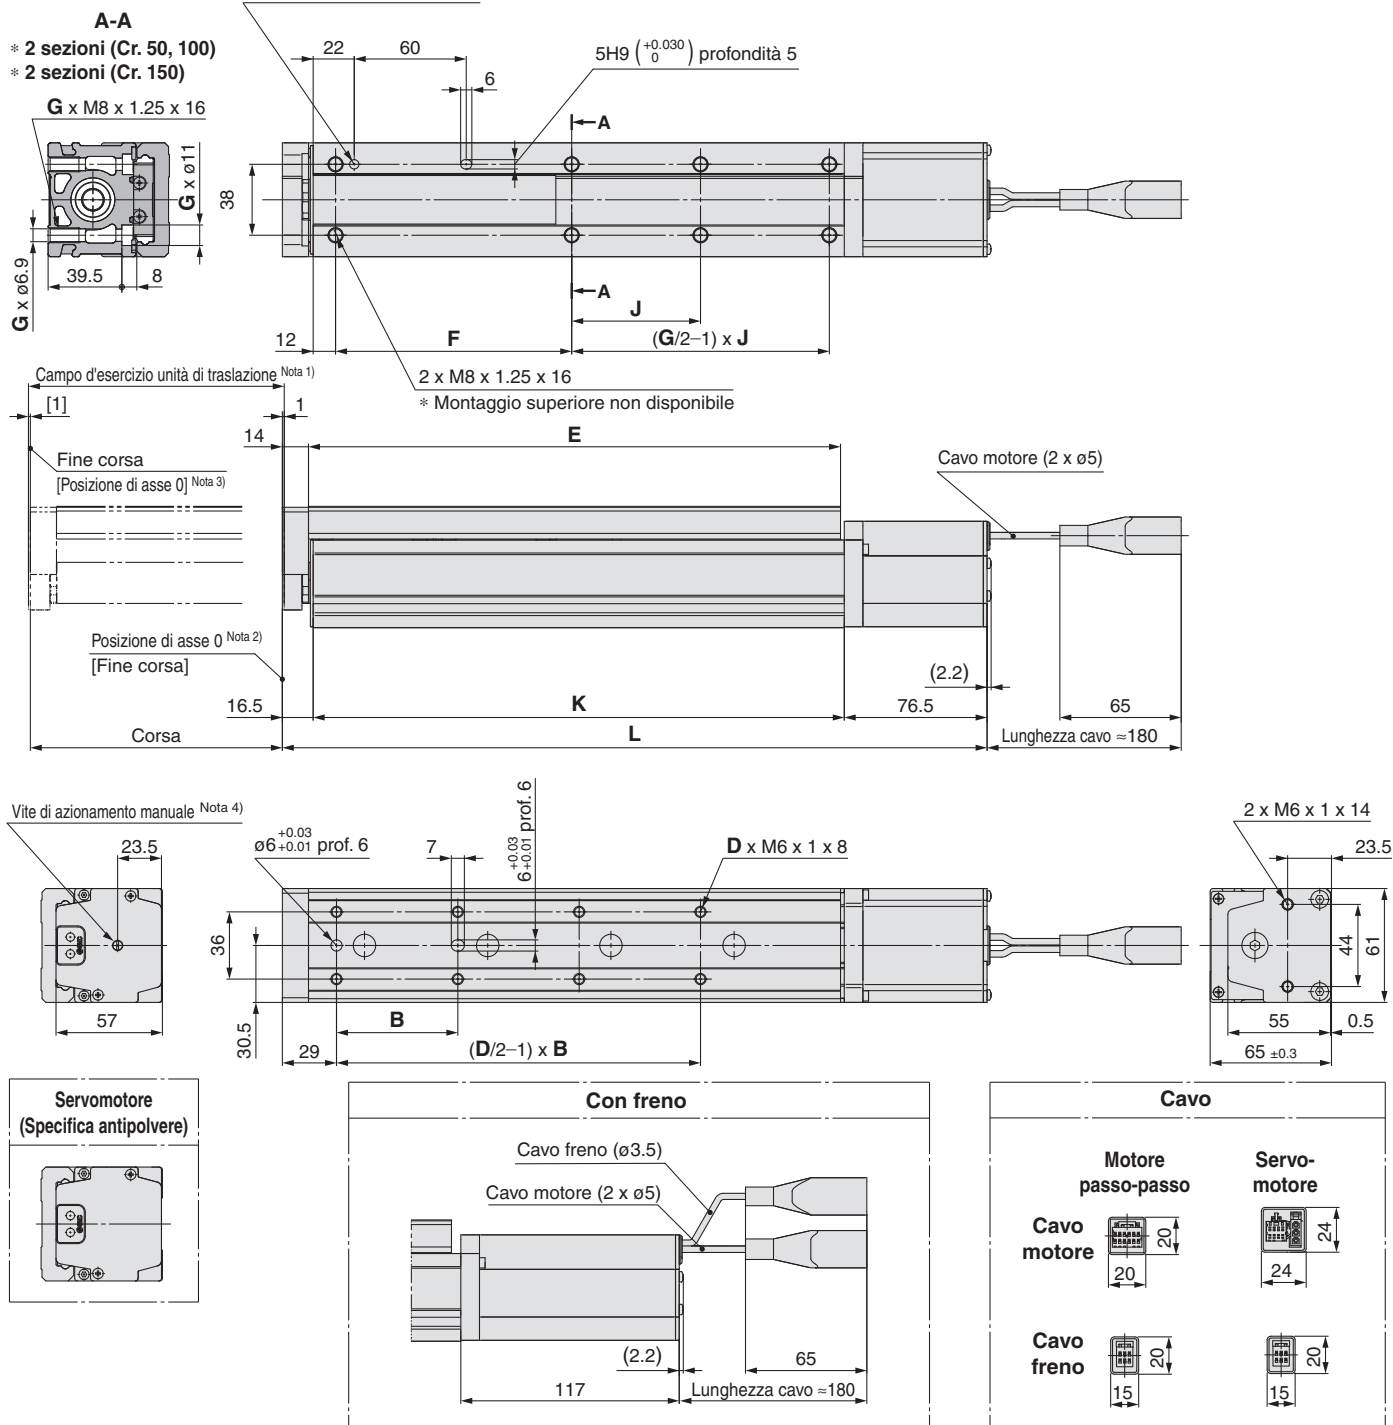 A-A
* 2 sezioni (Cr. 50, 100)
* 2 sezioni (Cr. 150)
G x M8 x 1.25 x 16
G x ø11
G x ø6.9
39.5
8
22
60
6
5H9 ( +0.030 0 ) profondità 5
A
38
A
J
12
F
(G/2–1) x J
2 x M8 x 1.25 x 16
* Montaggio superiore non disponibile
Campo d'esercizio unità di traslazione Nota 1)
[1]
1
14
E
Fine corsa
[Posizione di asse 0] Nota 3)
Cavo motore (2 x ø5)
Posizione di asse 0 Nota 2)
[Fine corsa]
(2.2)
16.5
K
76.5
65
Corsa
L
Lunghezza cavo ≈180
Vite di azionamento manuale Nota 4)
23.5
57
ø6 +0.03 +0.01 prof. 6
7
6 +0.03 +0.01 prof. 6
D x M6 x 1 x 8
36
30.5
B
29
(D/2–1) x B
2 x M6 x 1 x 14
23.5
44
61
55
0.5
65 ±0.3
Servomotore
(Specifica antipolvere)
Con freno
Cavo freno (ø3.5)
Cavo motore (2 x ø5)
(2.2)
65
117
Lunghezza cavo ≈180
Cavo
Motore
passo-passo
Servo-
motore
Cavo
motore
20
20
24
24
Cavo
freno
20
15
20
15